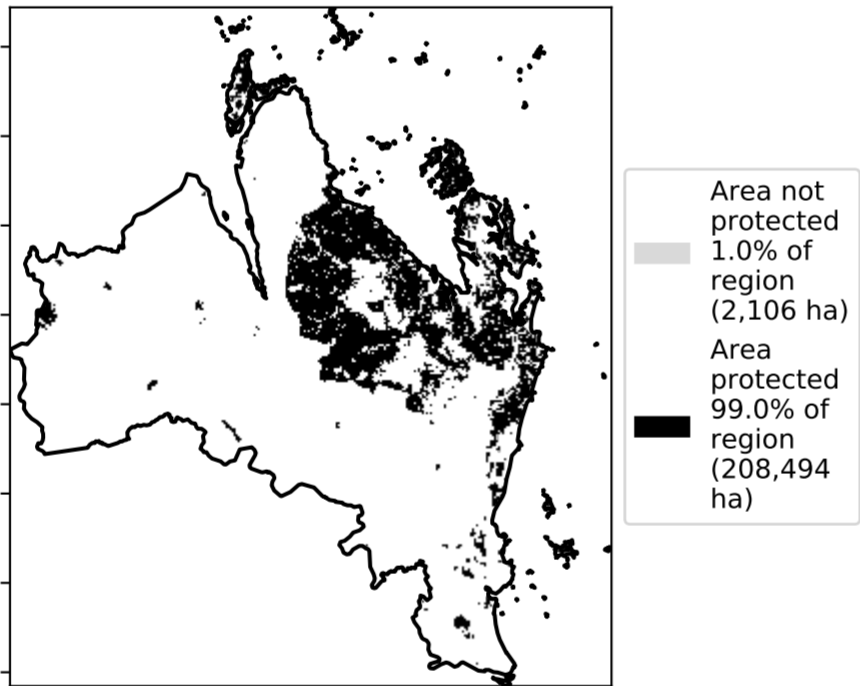 Area not
protected
1.0% of
region
(2,106 ha)
Area
protected
99.0% of
region
(208,494
ha)